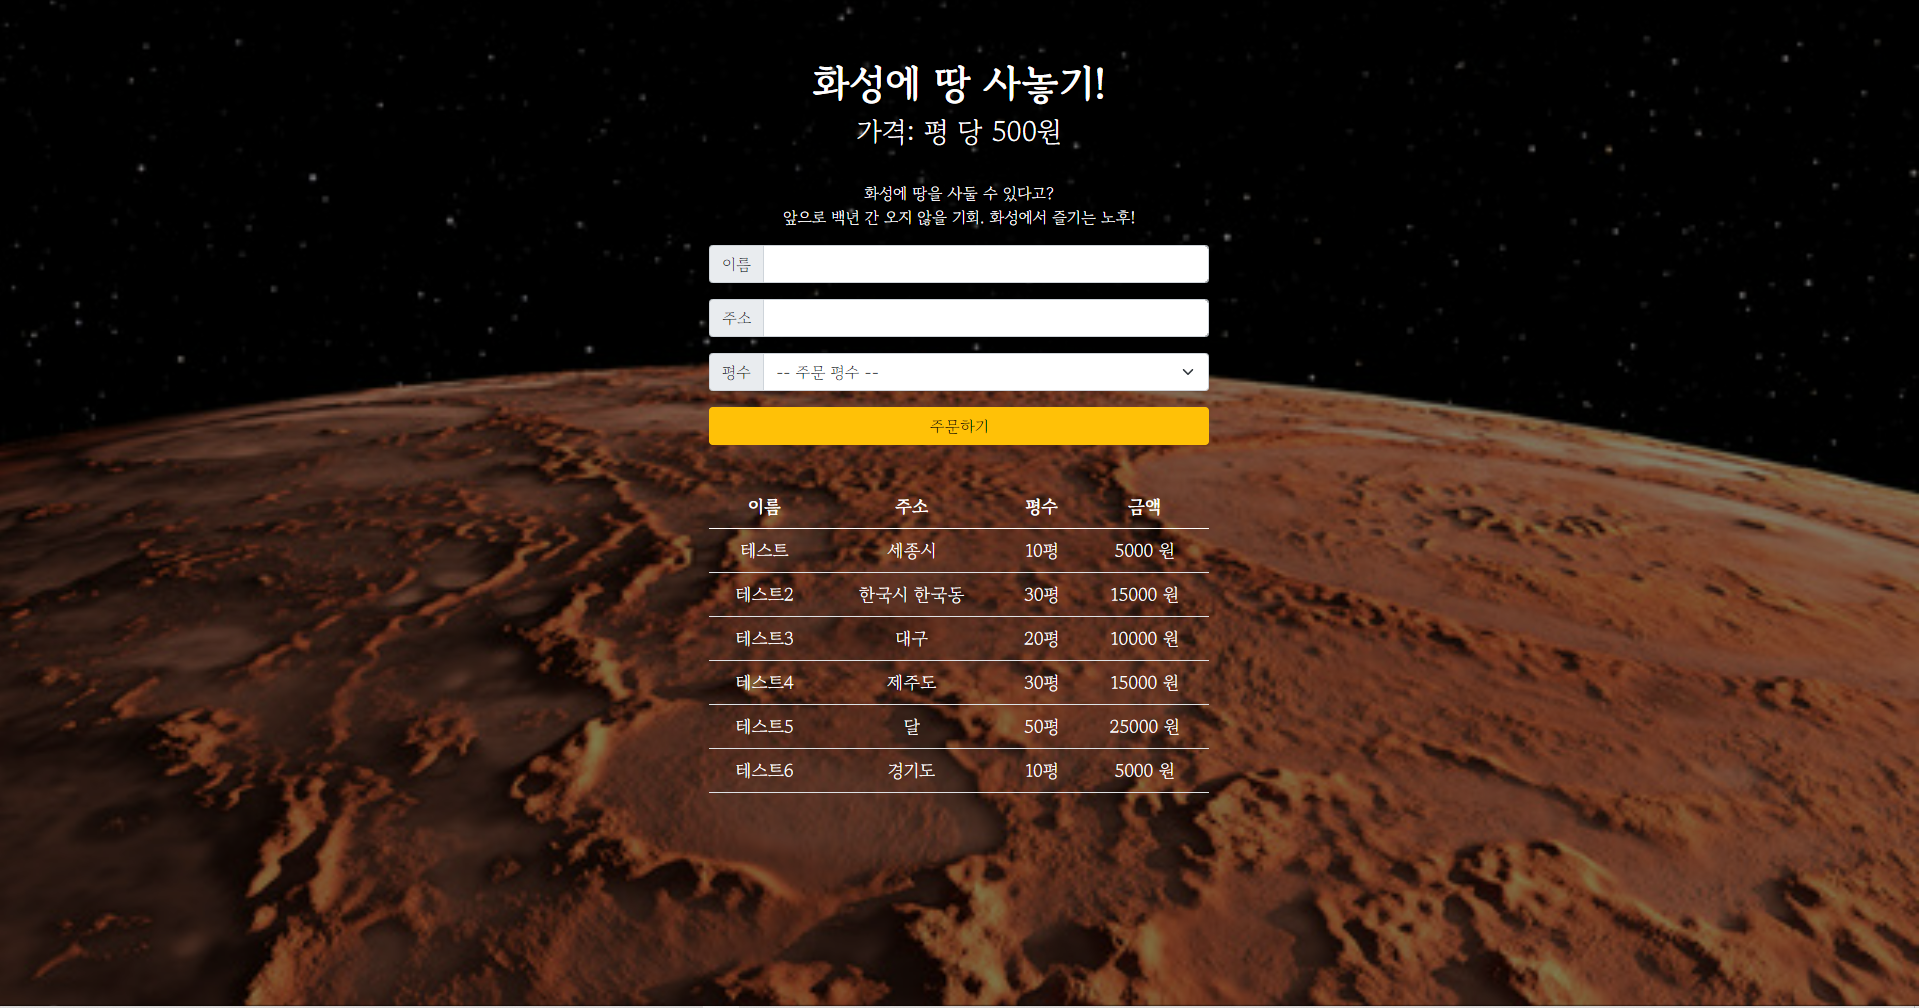 화성에 땅 사놓기!
가격: 평 당 500원
화성에 땅을 사둘 수 있다고?
앞으로 백년 간 오지 않을 기회. 화성에서 즐기는 노후!
이름
주소
평수 -- 주문 평수 --
주문하기
이름 주소 평수 금액
테스트 세종시 10평 5000 원
테스트2 한국시 한국동 30평 15000 원
테스트3 대구 20평 10000 원
테스트4 제주도 30평 15000 원
테스트5 달 50평 25000 원
테스트6 경기도 10평 5000 원